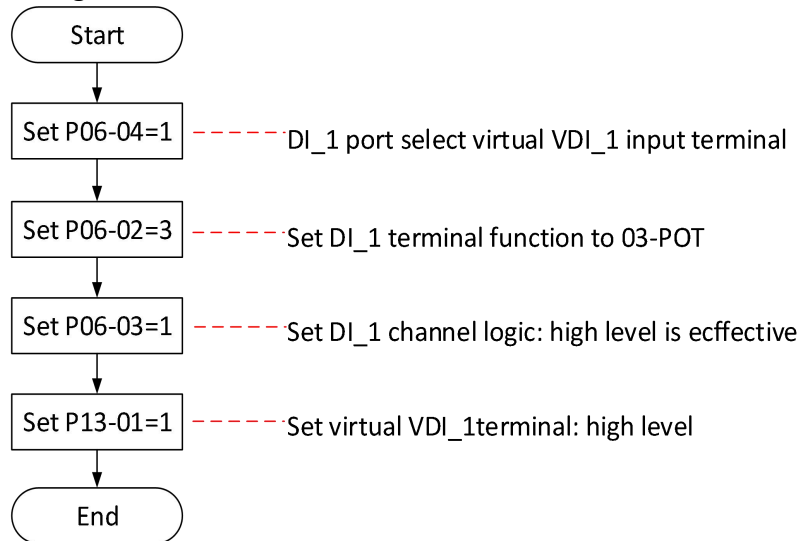 Start
Set P06-04=1
DI_1 port select virtual VDI_1 input terminal
Set P06-02=3
Set DI_1 terminal function to 03-POT
Set P06-03=1
Set DI_1 channel logic: high level is ecffective
Set P13-01=1
Set virtual VDI_1terminal: high level
End